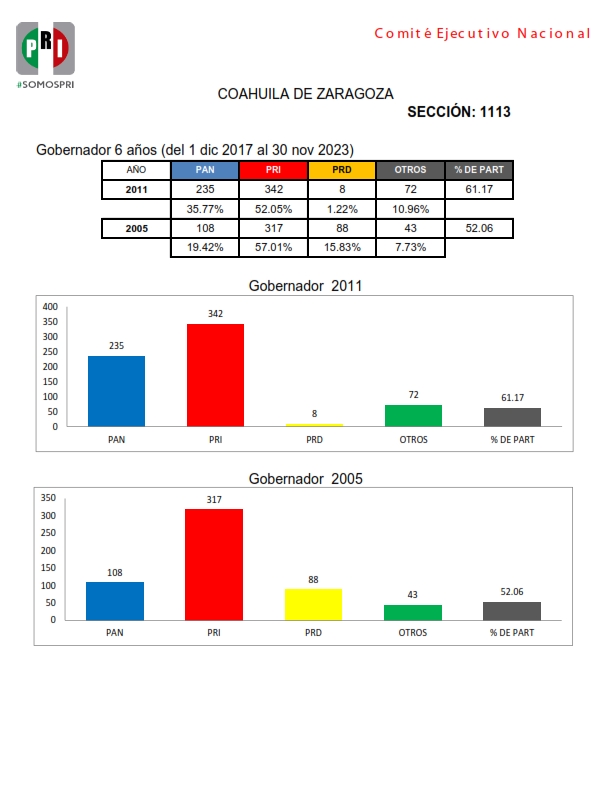 Comité Ejecutivo Nacional
PRI
#SOMOSPRI
COAHUILA DE ZARAGOZA
SECCIÓN: 1113
Gobernador 6 años (del 1 dic 2017 al 30 nov 2023)
AÑO PAN PRI PRD OTROS % DE PART
2011 235 342 8 72 61.17
35.77% 52.05% 1.22% 10.96%
2005 108 317 88 43 52.06
19.42% 57.01% 15.83% 7.73%
Gobernador 2011
400
350
300
250
200
150
100
50
0
235
342
8
72
61.17
PAN PRI PRD OTROS % DE PART
Gobernador 2005
350
300
250
200
150
100
50
0
108
317
88
43
52.06
PAN PRI PRD OTROS % DE PART